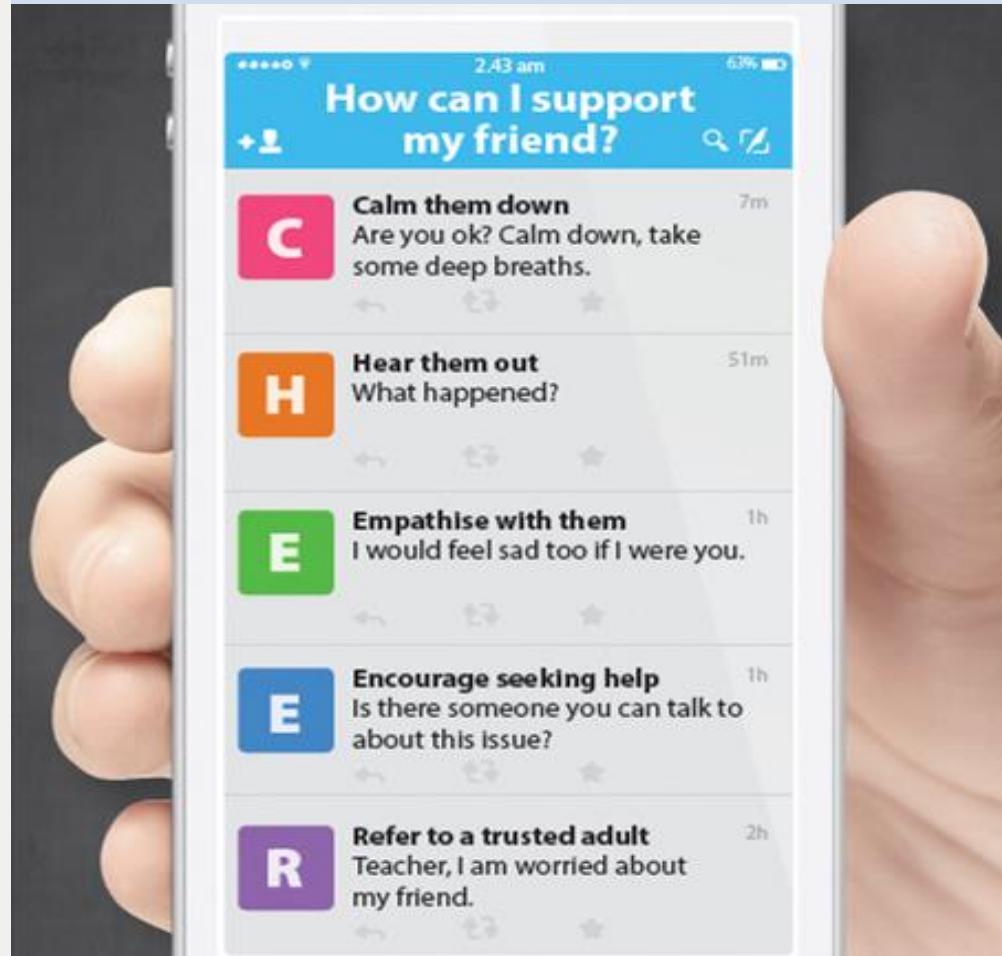 2.43 am
63%
How can I support
my friend?
C
Calm them down
7m
Are you ok? Calm down, take
some deep breaths.
H
Hear them out
51m
What happened?
E
Empathise with them
1h
I would feel sad too if I were you.
E
Encourage seeking help
1h
Is there someone you can talk to
about this issue?
R
Refer to a trusted adult
2h
Teacher, I am worried about
my friend.